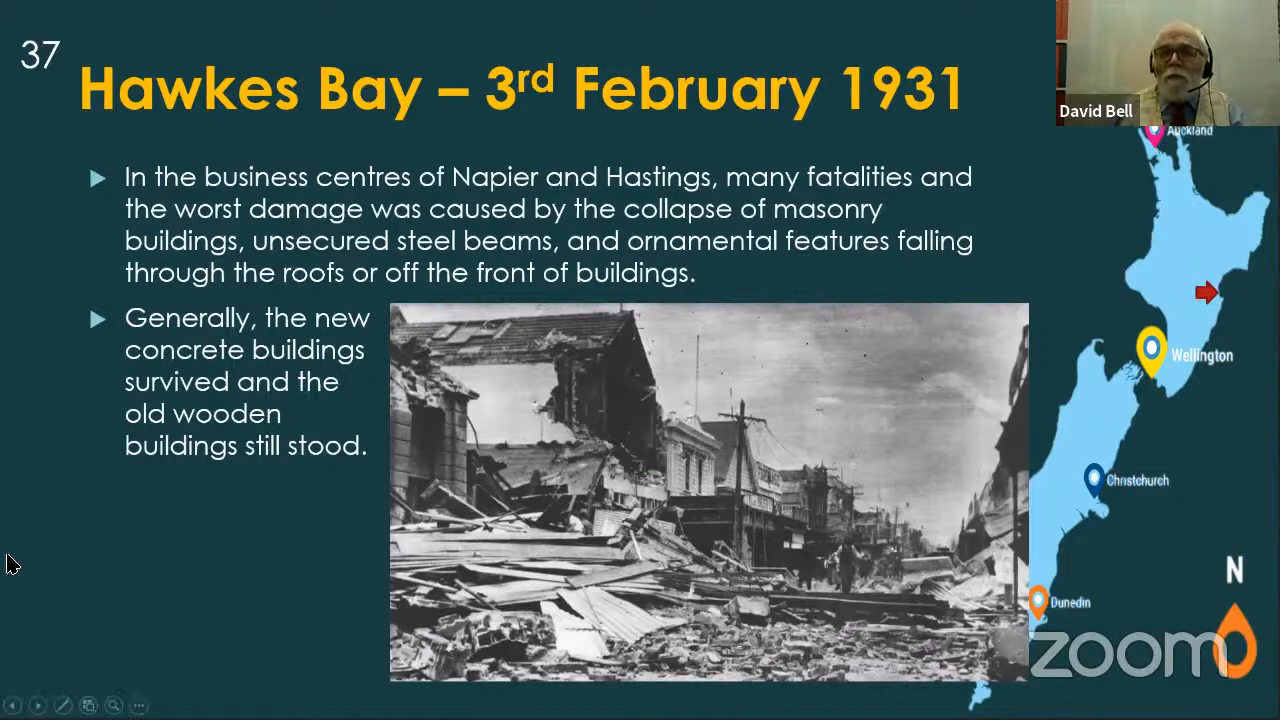 37
Hawkes Bay – 3rd February 1931
David Bell
Auckland
In the business centres of Napier and Hastings, many fatalities and
the worst damage was caused by the collapse of masonry
buildings, unsecured steel beams, and ornamental features falling
through the roofs or off the front of buildings.
Generally, the new
concrete buildings
survived and the
old wooden
buildings still stood.
Wellington
Christchurch
N
Dunedin
zoom